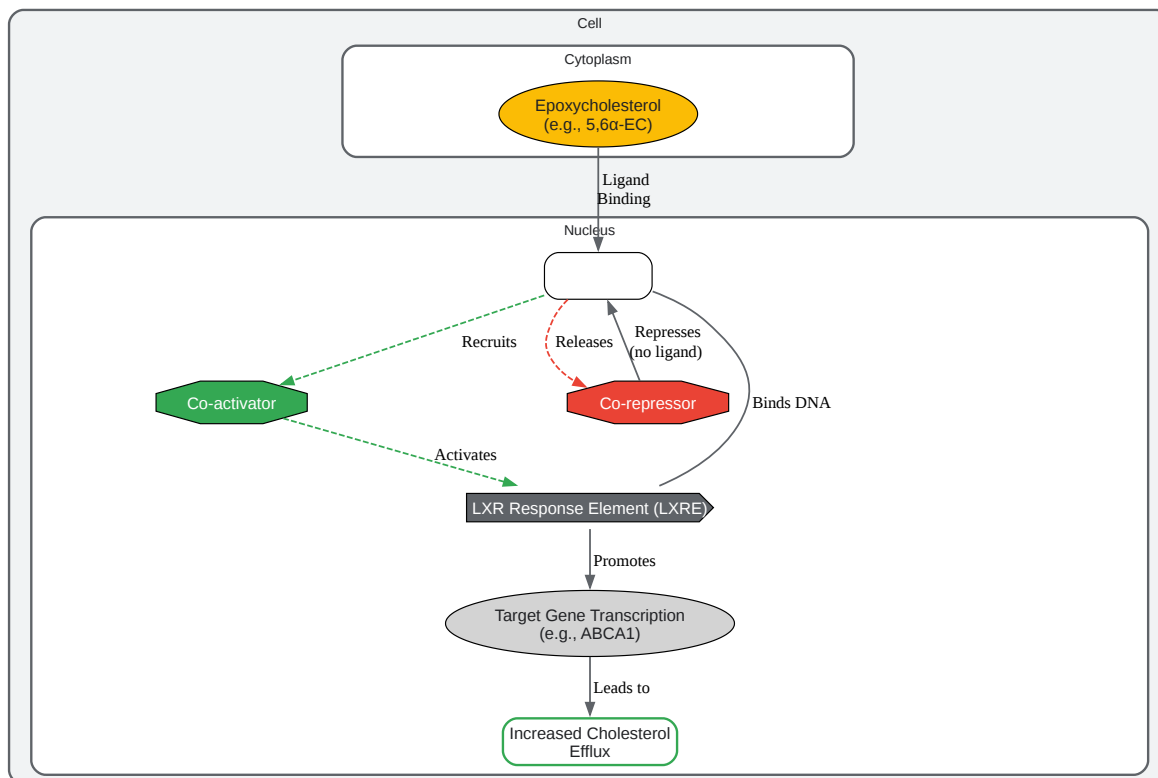 Cell
Cytoplasm
Epoxycholesterol
(e.g., 5,6α-EC)
Ligand
Binding
Nucleus
Recruits
Releases
Represses
(no ligand)
Co-activator
Co-repressor
Binds DNA
Activates
LXR Response Element (LXRE)
Promotes
Target Gene Transcription
(e.g., ABCA1)
Leads to
Increased Cholesterol
Efflux